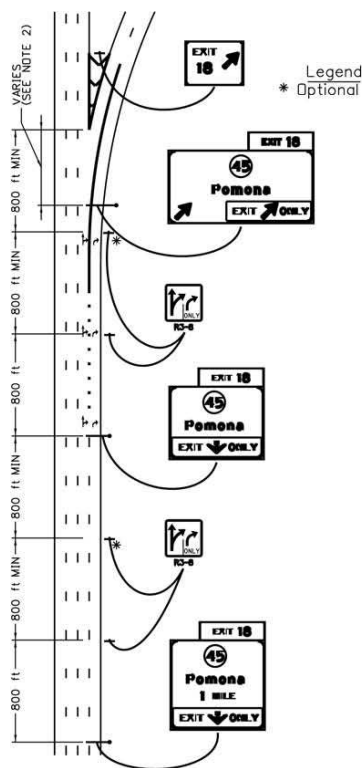 VARIES
(SEE NOTE 2)
EXIT
18
Legend
* Optional
800 ft MIN
EXIT 18
45
Pomona
EXIT ONLY
800 ft MIN
*
ONLY
R3-8
800 ft
EXIT 18
45
Pomona
EXIT ONLY
800 ft MIN
800 ft MIN
*
ONLY
R3-8
800 ft
EXIT 18
45
Pomona
1 MILE
EXIT ONLY